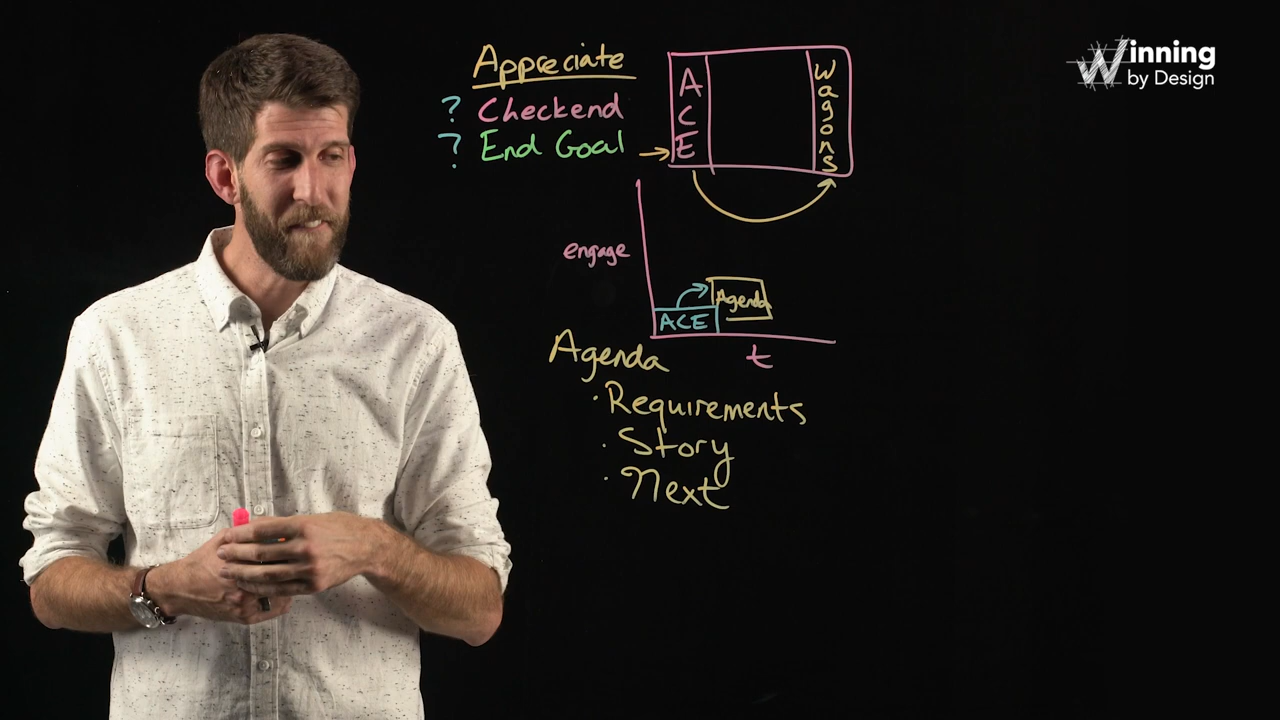 Appreciate
? Checkend
? End Goal
A
C
E
Wagons
Winning
by Design
engage
ACE
Agenda
t
Agenda
· Requirements
· Story
· Next